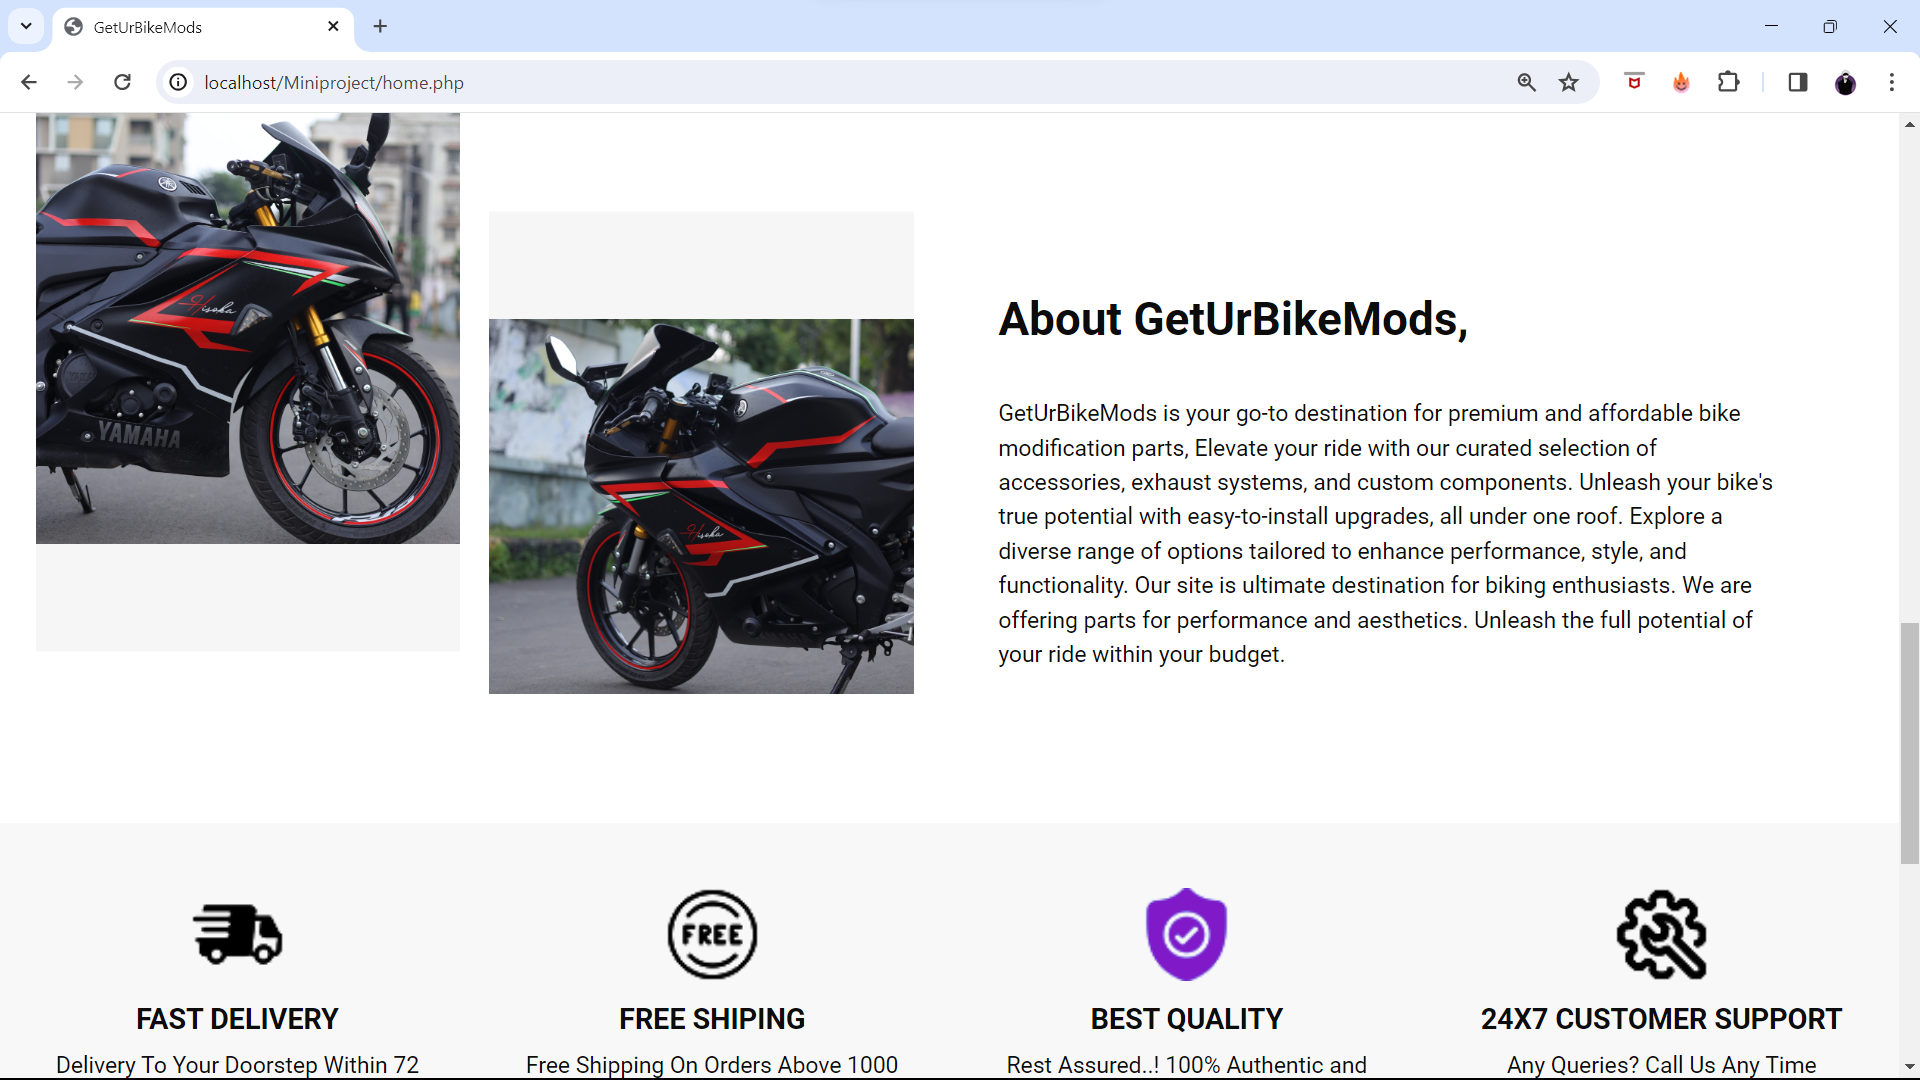 GetUrBikeMods
localhost/Miniproject/home.php
Hisoka
YAMAHA
Hisoka
About GetUrBikeMods,
GetUrBikeMods is your go-to destination for premium and affordable bike
modification parts, Elevate your ride with our curated selection of
accessories, exhaust systems, and custom components. Unleash your bike's
true potential with easy-to-install upgrades, all under one roof. Explore a
diverse range of options tailored to enhance performance, style, and
functionality. Our site is ultimate destination for biking enthusiasts. We are
offering parts for performance and aesthetics. Unleash the full potential of
your ride within your budget.
FREE
FAST DELIVERY
FREE SHIPING
BEST QUALITY
24X7 CUSTOMER SUPPORT
Delivery To Your Doorstep Within 72
Free Shipping On Orders Above 1000
Rest Assured..! 100% Authentic and
Any Queries? Call Us Any Time